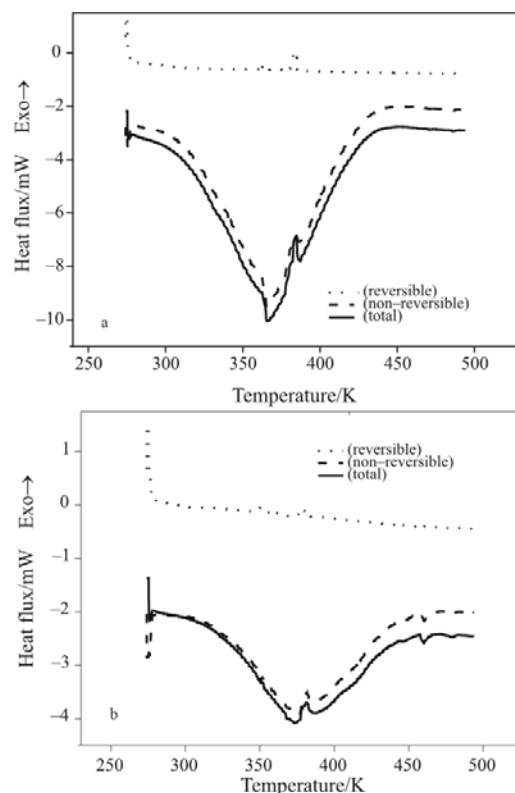 0
−2
−4
−6
−8
−10
Heat flux/mW Exo→
(reversible)
(non−reversible)
(total)
a
250 300 350 400 450 500
Temperature/K
1
0
−1
−2
−3
−4
Heat flux/mW Exo→
(reversible)
(non−reversible)
(total)
b
250 300 350 400 450 500
Temperature/K